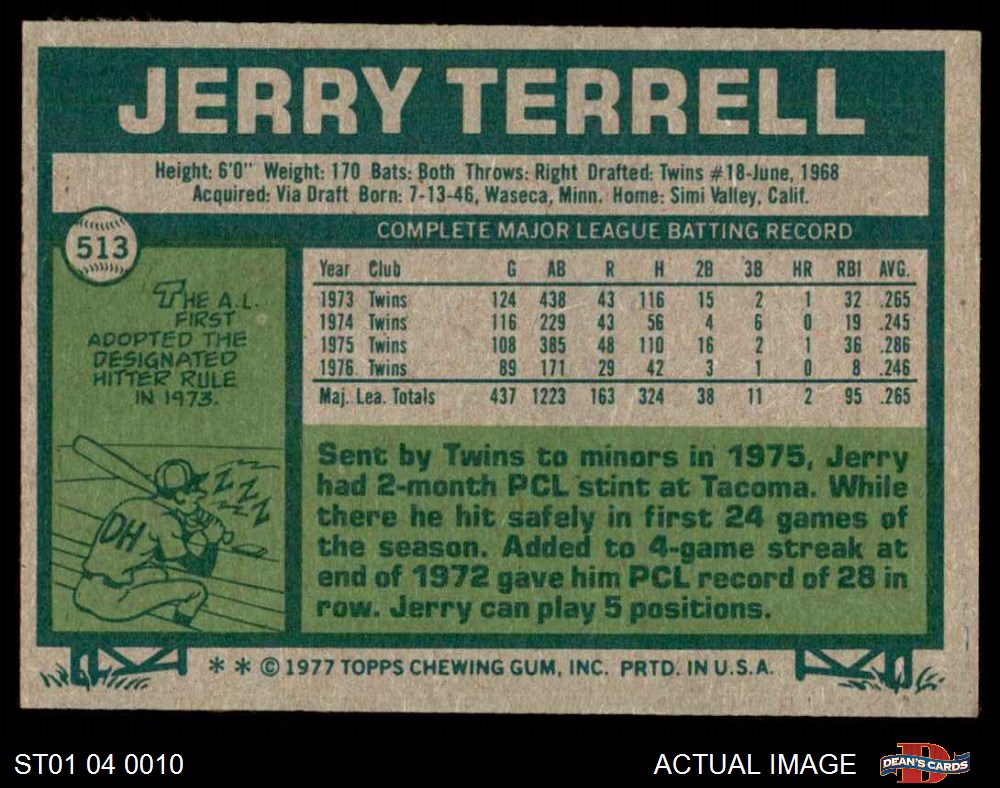 JERRY TERRELL
Height: 6'0" Weight: 170 Bats: Both Throws: Right Drafted: Twins #18-June, 1968
Acquired: Via Draft Born: 7-13-46, Waseca, Minn. Home: Simi Valley, Calif.
513
COMPLETE MAJOR LEAGUE BATTING RECORD
Year Club G AB R H 2B 3B HR RBI AVG.
1973 Twins 124 438 43 116 15 2 1 32 .265
1974 Twins 116 229 43 56 4 6 0 19 .245
1975 Twins 108 385 48 110 16 2 1 36 .286
1976 Twins 89 171 29 42 3 1 0 8 .246
Maj. Lea. Totals 437 1223 163 324 38 11 2 95 .265
THE A.L.
FIRST
ADOPTED THE
DESIGNATED
HITTER RULE
IN 1973.
ZZZ
DH
Sent by Twins to minors in 1975, Jerry
had 2-month PCL stint at Tacoma. While
there he hit safely in first 24 games of
the season. Added to 4-game streak at
end of 1972 gave him PCL record of 28 in
row. Jerry can play 5 positions.
* * © 1977 TOPPS CHEWING GUM, INC. PRTD. IN U.S.A.
ST01 04 0010
ACTUAL IMAGE
D
DEAN'S CARDS